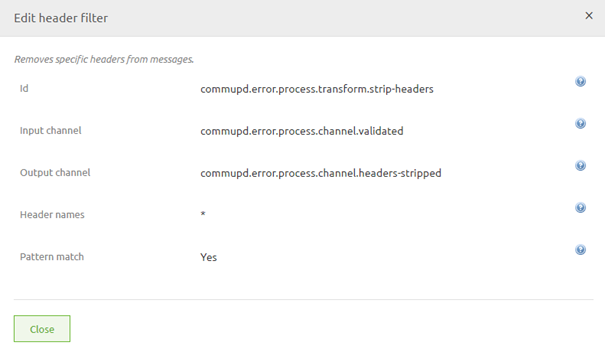 Edit header filter ×
Removes specific headers from messages.
Id commupd.error.process.transform.strip-headers ?
Input channel commupd.error.process.channel.validated ?
Output channel commupd.error.process.channel.headers-stripped ?
Header names * ?
Pattern match Yes ?
Close